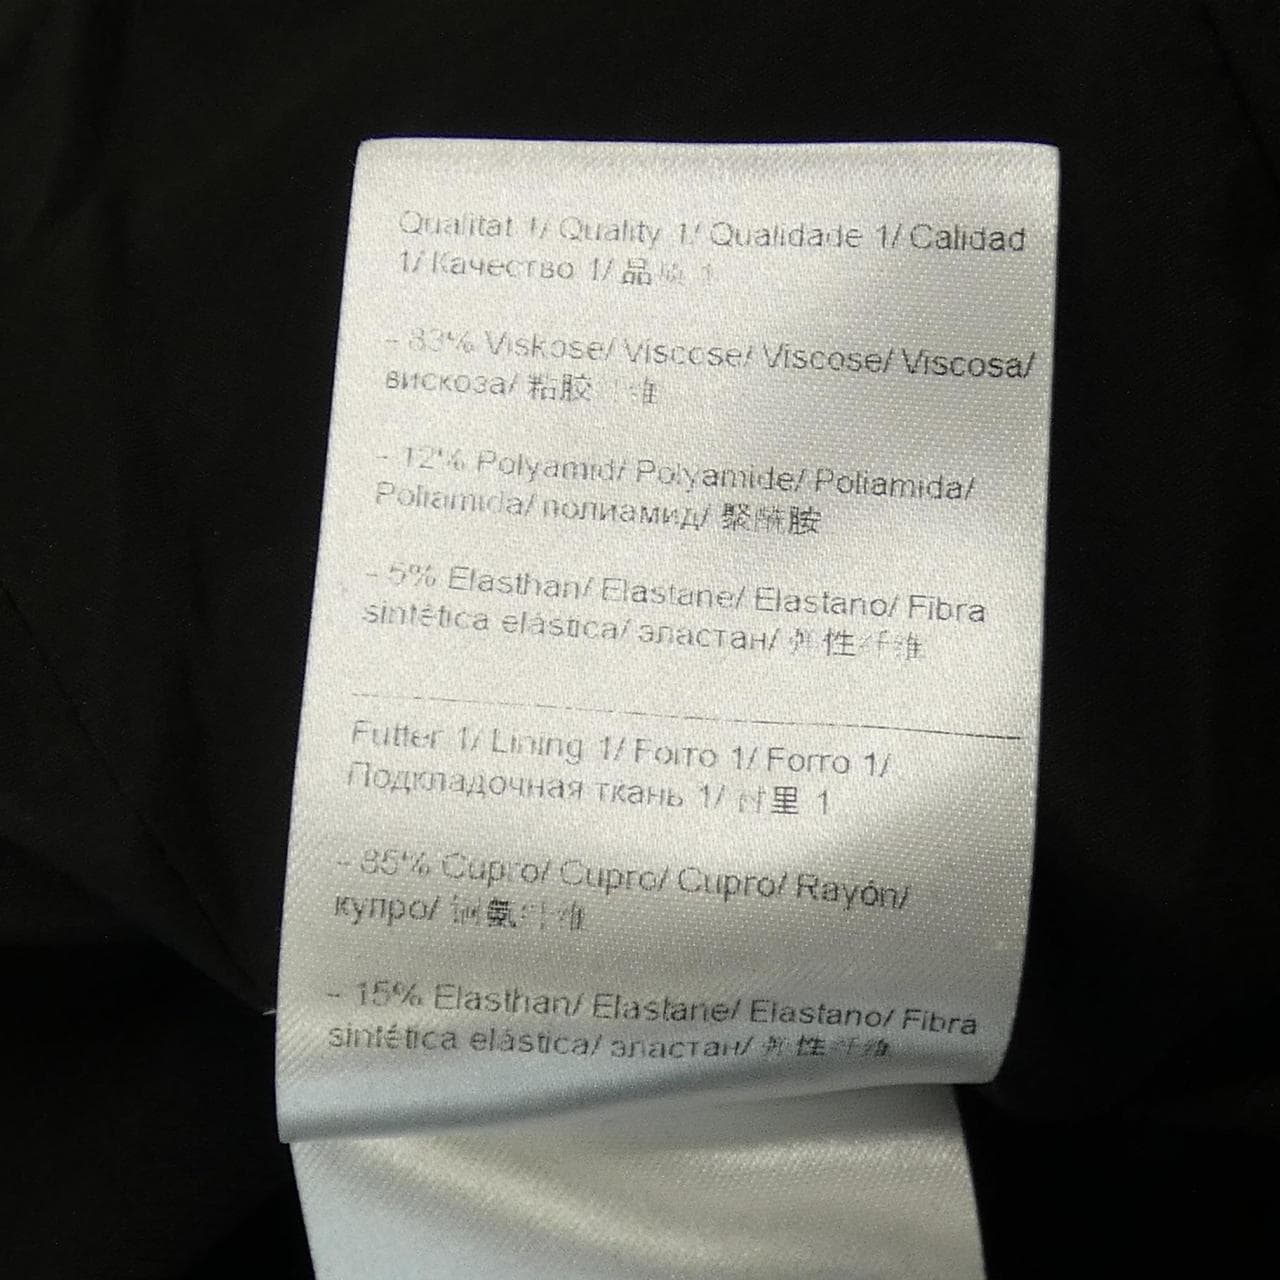 Qualität 1/ Quality 1/ Qualidade 1/ Calidad
1/ Качество 1/ 品质 1
- 83% Viskose/ Viscose/ Viscose/ Viscosa/
вискоза/ 粘胶纤维
- 12% Polyamid/ Polyamide/ Poliamida/
Poliamida/ полиамид/ 聚酰胺
- 5% Elasthan/ Elastane/ Elastano/ Fibra
sintética elástica/ эластан/ 弹性纤维
Futter 1/ Lining 1/ Forro 1/ Forro 1/
Подкладочная ткань 1/ 衬里 1
- 85% Cupro/ Cupro/ Cupro/ Rayón/
купро/ 铜氨纤维
- 15% Elasthan/ Elastane/ Elastano/ Fibra
sintética elástica/ эластан/ 弹性纤维